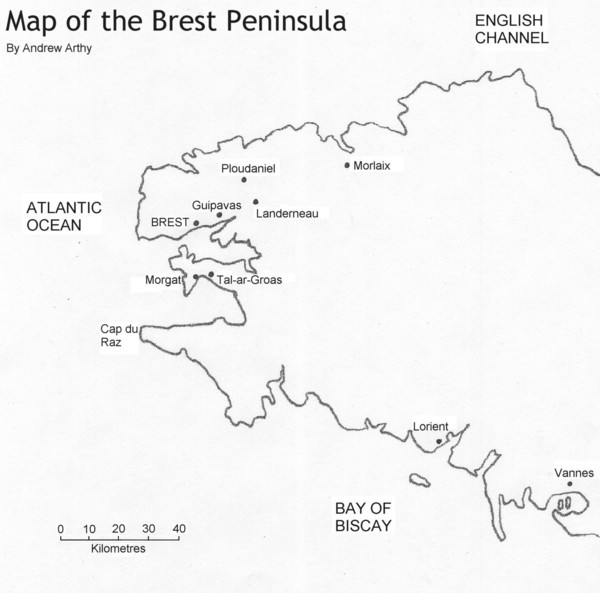 Map of the Brest Peninsula
By Andrew Arthy
ENGLISH
CHANNEL
Ploudaniel
Morlaix
ATLANTIC
OCEAN
Guipavas
Landerneau
BREST
Morgat
Tal-ar-Groas
Cap du
Raz
Lorient
Vannes
BAY OF
BISCAY
0 10 20 30 40
Kilometres